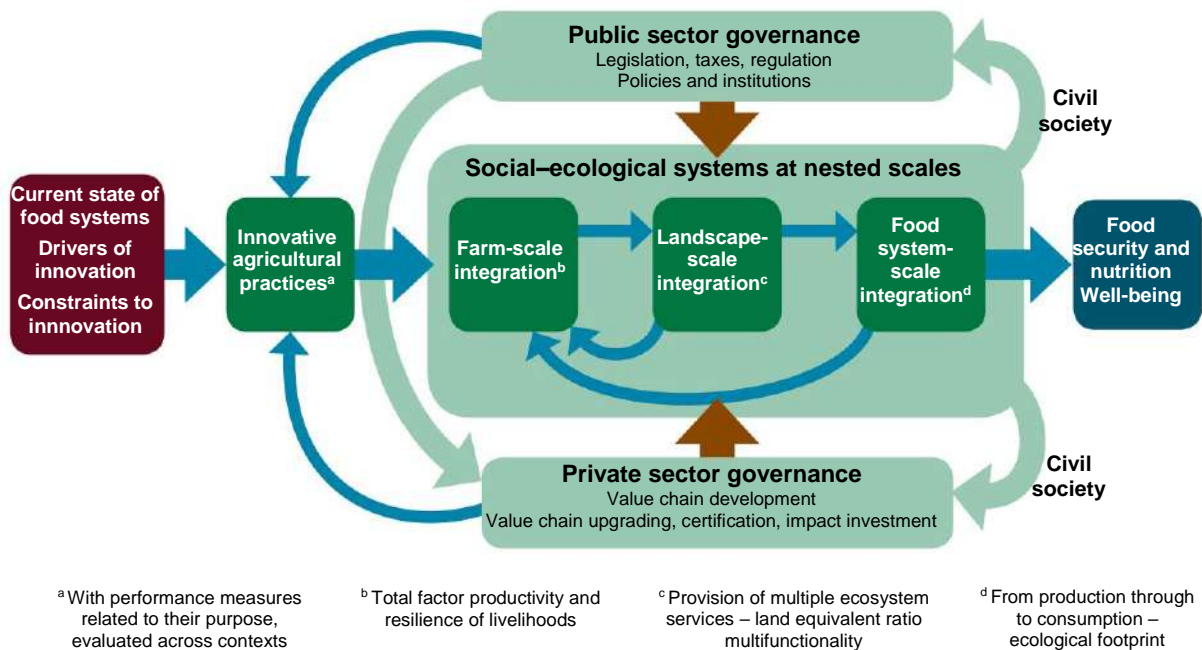 Public sector governance
Legislation, taxes, regulation
Policies and institutions
Civil
society
Social–ecological systems at nested scales
Current state of
food systems
Drivers of
innovation
Constraints to
innnovation
Innovative
agricultural
practicesᵃ
Farm-scale
integrationᵇ
Landscape-
scale
integrationᶜ
Food
system-
scale
integrationᵈ
Food
security and
nutrition
Well-being
Private sector governance
Value chain development
Value chain upgrading, certification, impact investment
Civil
society
ᵃ With performance measures
related to their purpose,
evaluated across contexts
ᵇ Total factor productivity and
resilience of livelihoods
ᶜ Provision of multiple ecosystem
services – land equivalent ratio
multifunctionality
ᵈ From production through
to consumption –
ecological footprint